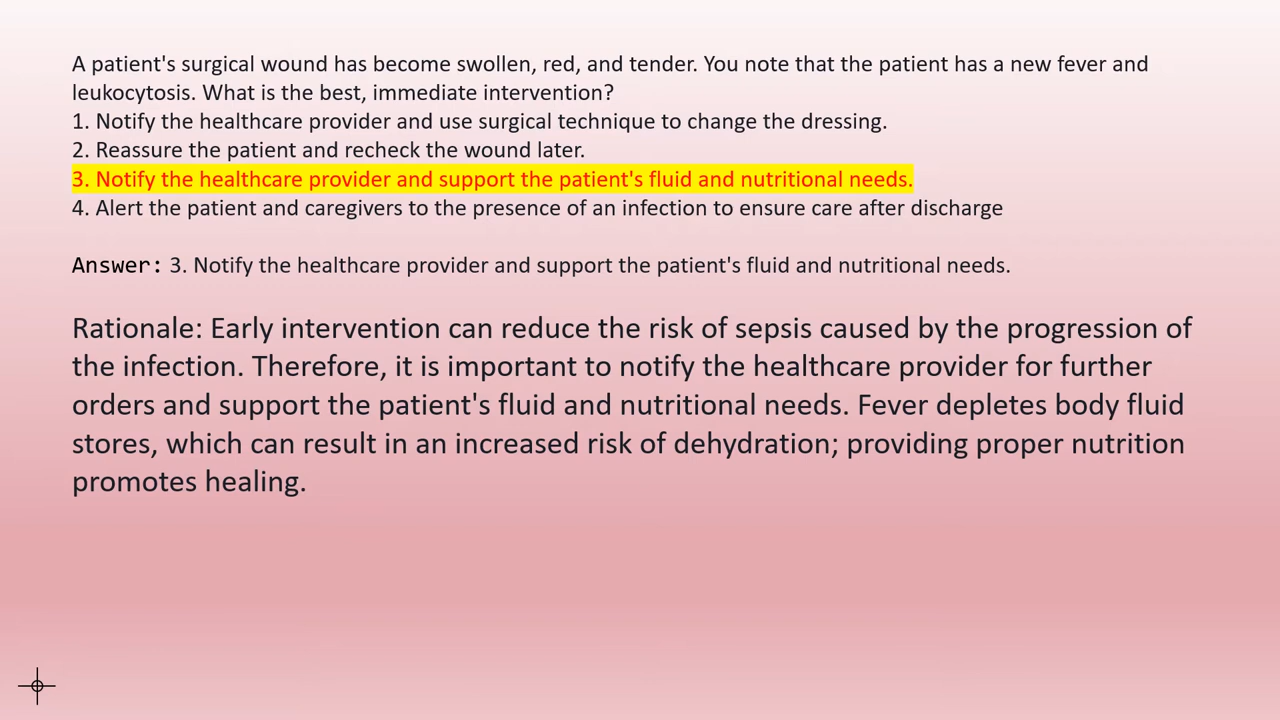 A patient's surgical wound has become swollen, red, and tender. You note that the patient has a new fever and
leukocytosis. What is the best, immediate intervention?
1. Notify the healthcare provider and use surgical technique to change the dressing.
2. Reassure the patient and recheck the wound later.
3. Notify the healthcare provider and support the patient's fluid and nutritional needs.
4. Alert the patient and caregivers to the presence of an infection to ensure care after discharge
Answer: 3. Notify the healthcare provider and support the patient's fluid and nutritional needs.
Rationale: Early intervention can reduce the risk of sepsis caused by the progression of
the infection. Therefore, it is important to notify the healthcare provider for further
orders and support the patient's fluid and nutritional needs. Fever depletes body fluid
stores, which can result in an increased risk of dehydration; providing proper nutrition
promotes healing.